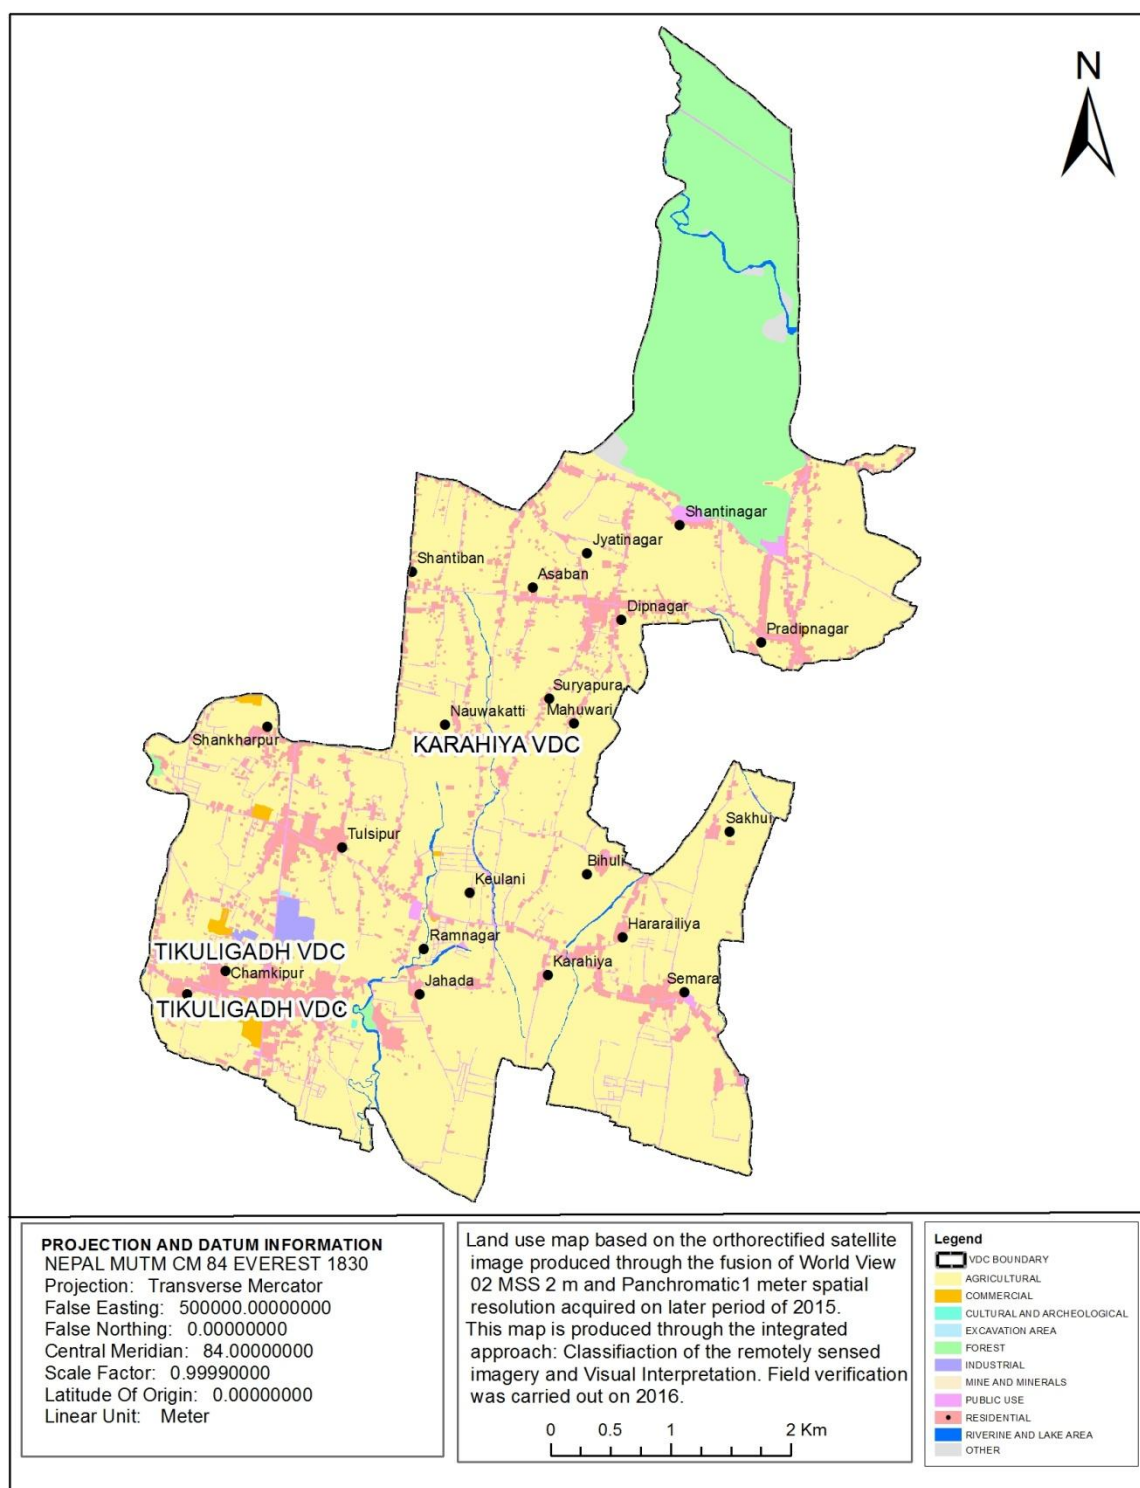 N
Shantinagar
Jyatinagar
Shantiban
Asaban
Dipnagar
Pradipnagar
Suryapura
Nauwakatti
Mahuwari
Shankharpur
KARAHIYA VDC
Sakhui
Tulsipur
Bihuli
Keulani
Hararailiya
Ramnagar
TIKULIGADH VDC
Chamkipur
Karahiya
Jahada
Semara
TIKULIGADH VDC
PROJECTION AND DATUM INFORMATION
NEPAL MUTM CM 84 EVEREST 1830
Projection: Transverse Mercator
False Easting: 500000.00000000
False Northing: 0.00000000
Central Meridian: 84.00000000
Scale Factor: 0.99990000
Latitude Of Origin: 0.00000000
Linear Unit: Meter
Land use map based on the orthorectified satellite
image produced through the fusion of World View
02 MSS 2 m and Panchromatic1 meter spatial
resolution acquired on later period of 2015.
This map is produced through the integrated
approach: Classifiaction of the remotely sensed
imagery and Visual Interpretation. Field verification
was carried out on 2016.
0 0.5 1 2 Km
Legend
VDC BOUNDARY
AGRICULTURAL
COMMERCIAL
CULTURAL AND ARCHEOLOGICAL
EXCAVATION AREA
FOREST
INDUSTRIAL
MINE AND MINERALS
PUBLIC USE
RESIDENTIAL
RIVERINE AND LAKE AREA
OTHER